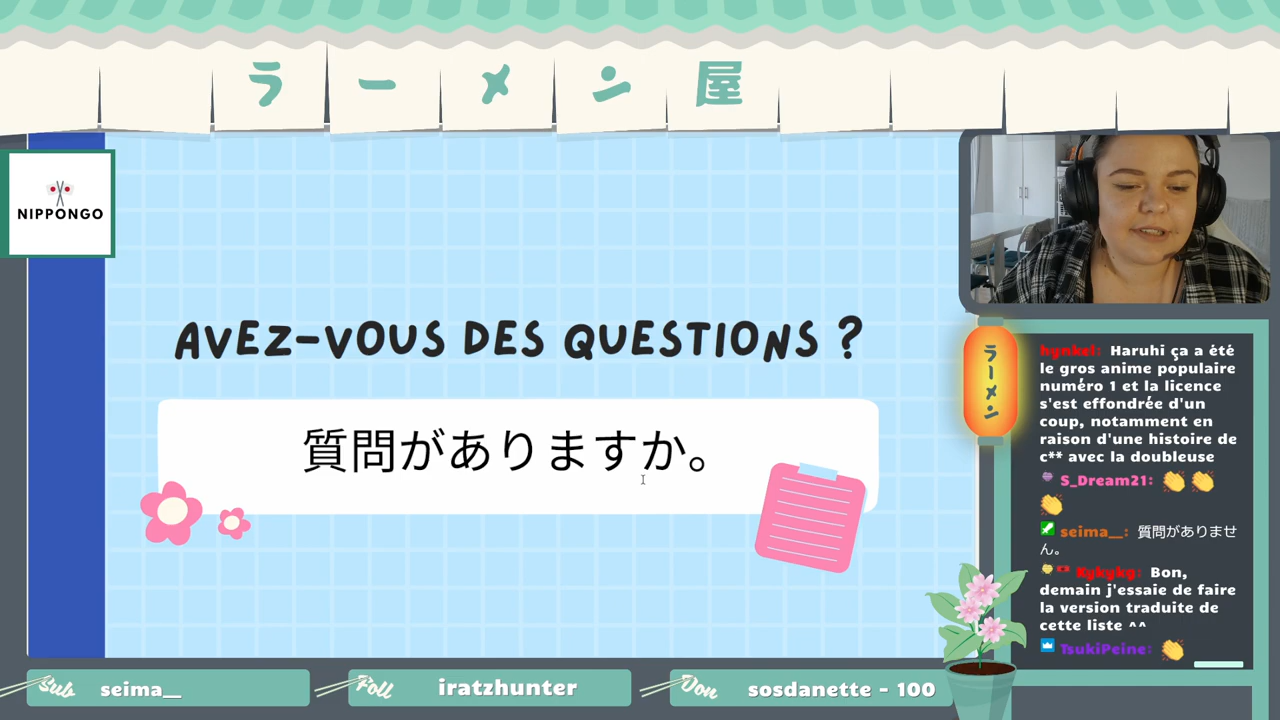 ラーメン屋
NIPPONGO
AVEZ-VOUS DES QUESTIONS ?
質問がありますか。
ラーメン
hynkel: Haruhi ça a été
le gros anime populaire
numéro 1 et la licence
s'est effondrée d'un
coup, notamment en
raison d'une histoire de
c** avec la doubleuse
S_Dream21:
seima__: 質問がありませ
ん。
Kykykg: Bon,
demain j'essaie de faire
la version traduite de
cette liste ^^
TsukiPeine:
Sub seima__
Foll iratzhunter
Don sosdanette - 100